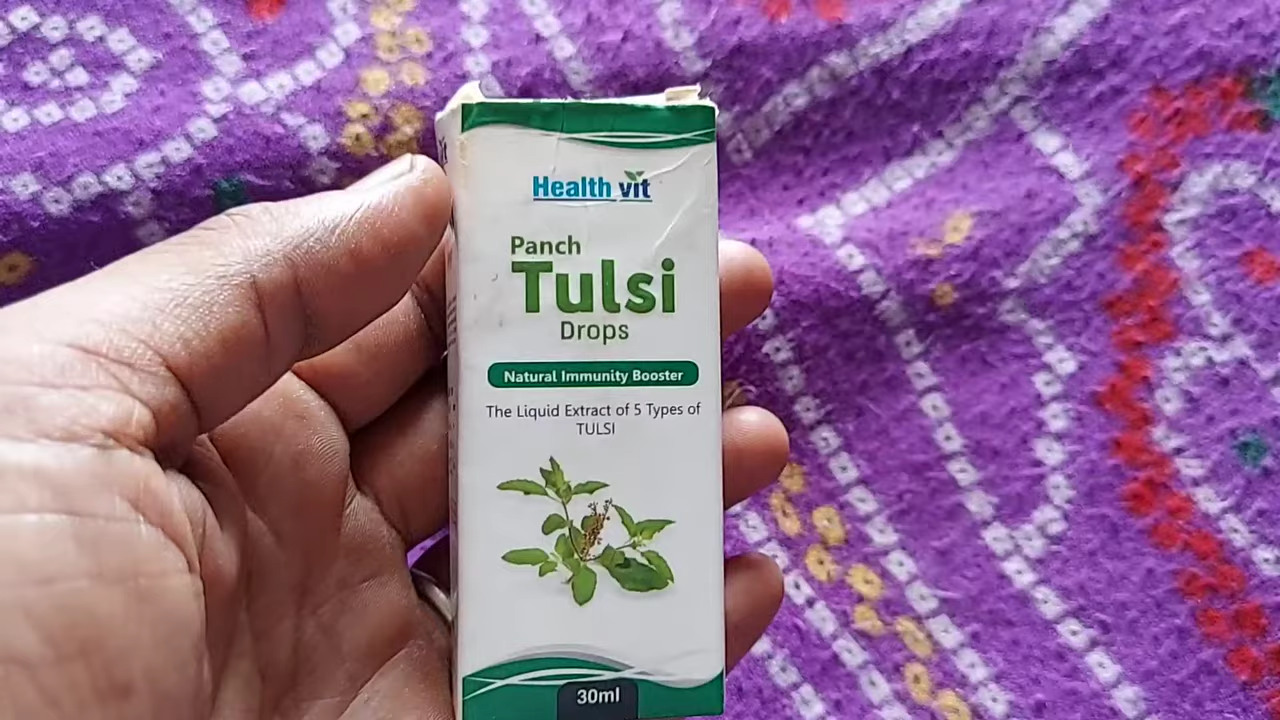 Health vit
Panch
Tulsi
Drops
Natural Immunity Booster
The Liquid Extract of 5 Types of
TULSI
30ml